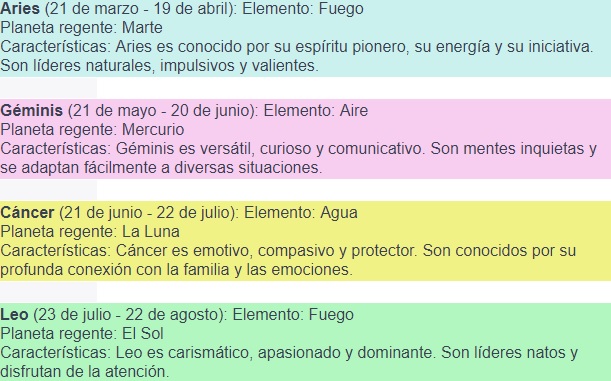 Aries (21 de marzo - 19 de abril): Elemento: Fuego
Planeta regente: Marte
Características: Aries es conocido por su espíritu pionero, su energía y su iniciativa.
Son líderes naturales, impulsivos y valientes.
Géminis (21 de mayo - 20 de junio): Elemento: Aire
Planeta regente: Mercurio
Características: Géminis es versátil, curioso y comunicativo. Son mentes inquietas y
se adaptan fácilmente a diversas situaciones.
Cáncer (21 de junio - 22 de julio): Elemento: Agua
Planeta regente: La Luna
Características: Cáncer es emotivo, compasivo y protector. Son conocidos por su
profunda conexión con la familia y las emociones.
Leo (23 de julio - 22 de agosto): Elemento: Fuego
Planeta regente: El Sol
Características: Leo es carismático, apasionado y dominante. Son líderes natos y
disfrutan de la atención.